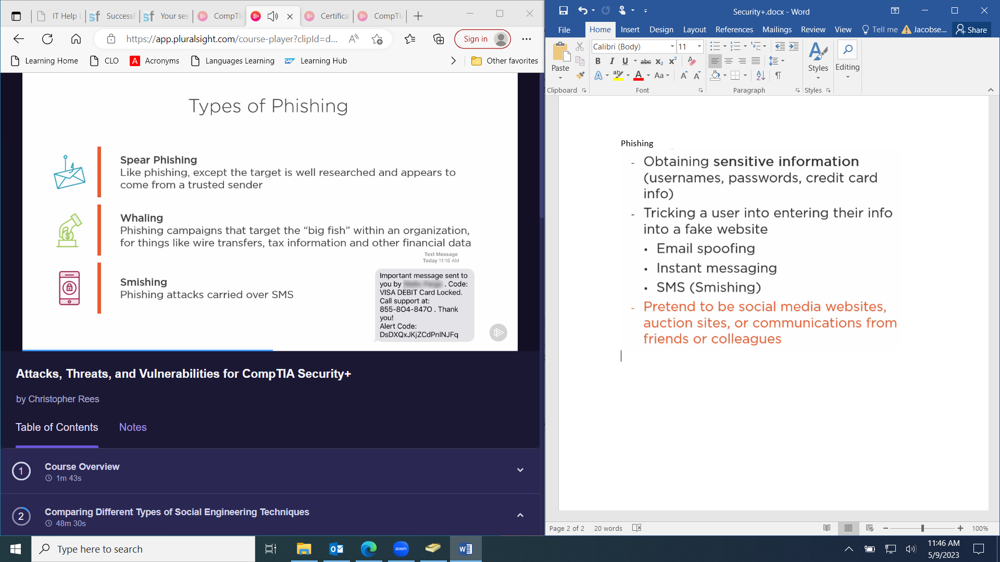 IT Help
SuccessF
Your ses
CompTIA
Certifica
CompTIA
https://app.pluralsight.com/course-player?clipId=d...
Sign in
Learning Home
CLO
A Acronyms
Languages Learning
SAP Learning Hub
Other favorites
Types of Phishing
Spear Phishing
Like phishing, except the target is well researched and appears to
come from a trusted sender
Whaling
Phishing campaigns that target the “big fish” within an organization,
for things like wire transfers, tax information and other financial data
Smishing
Phishing attacks carried over SMS
Text Message
Today 11:16 AM
Important message sent to
you by . Code:
VISA DEBIT Card Locked.
Call support at:
855-804-8470 . Thank
you!
Alert Code:
DsDXQxJKjZCdPnlNJFq
Attacks, Threats, and Vulnerabilities for CompTIA Security+
by Christopher Rees
Table of Contents
Notes
1
Course Overview
1m 43s
2
Comparing Different Types of Social Engineering Techniques
48m 30s
Security+.docx - Word
File
Home
Insert
Design
Layout
References
Mailings
Review
View
Tell me
Jacobse...
Share
Paste
Clipboard
Calibri (Body)
11
B I U abc X₂ X²
A
Aa
Font
Paragraph
Styles
Styles
Editing
Phishing
- Obtaining sensitive information
(usernames, passwords, credit card
info)
- Tricking a user into entering their info
into a fake website
• Email spoofing
• Instant messaging
• SMS (Smishing)
- Pretend to be social media websites,
auction sites, or communications from
friends or colleagues
Page 2 of 2
20 words
100%
Type here to search
zoom
11:46 AM
5/9/2023